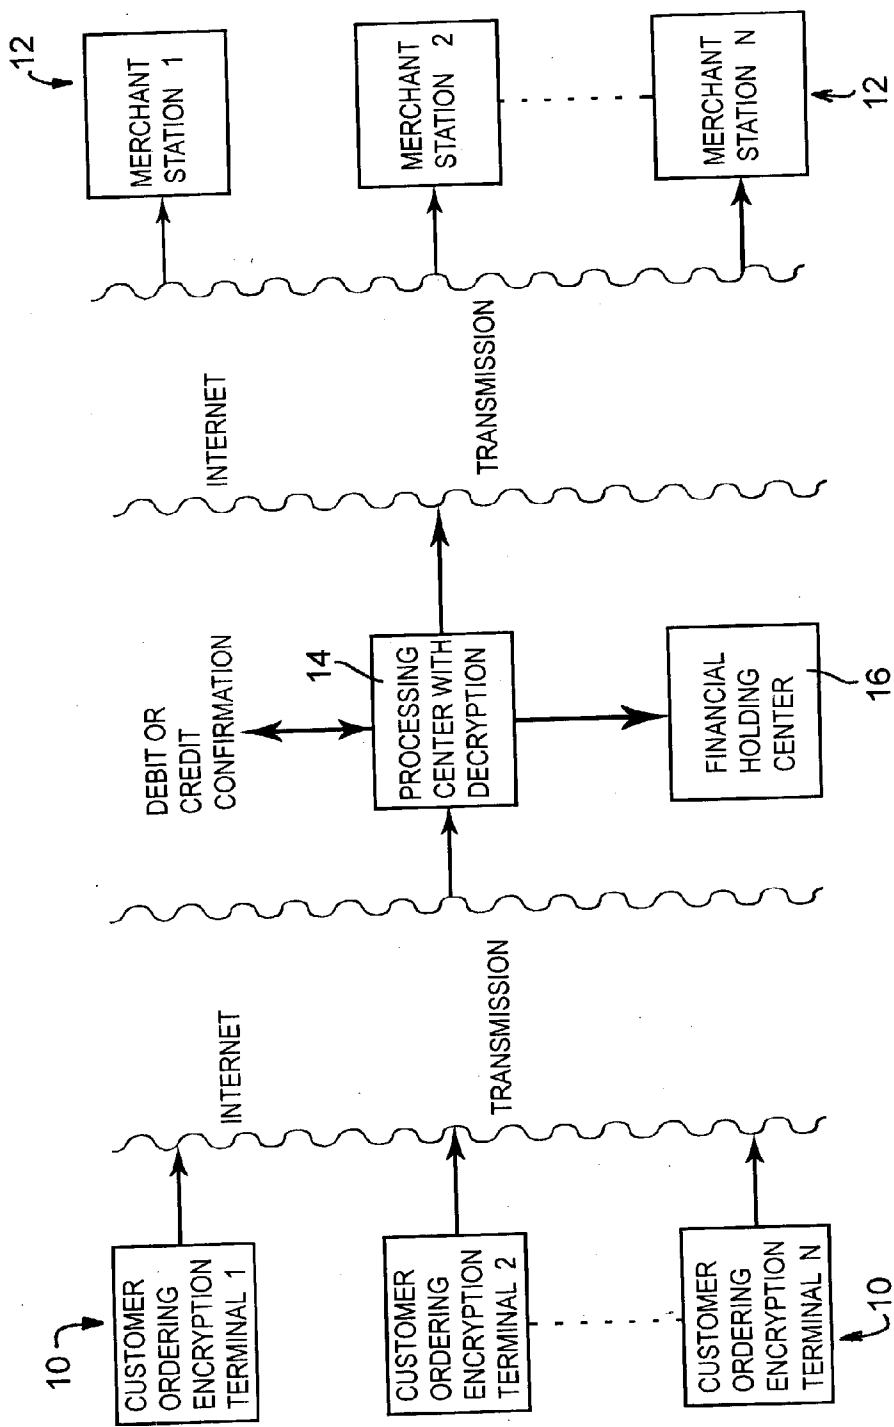 10
CUSTOMER
ORDERING
ENCRYPTION
TERMINAL 1
CUSTOMER
ORDERING
ENCRYPTION
TERMINAL 2
CUSTOMER
ORDERING
ENCRYPTION
TERMINAL N
10
INTERNET
TRANSMISSION
DEBIT OR
CREDIT
CONFIRMATION
14
PROCESSING
CENTER WITH
DECRYPTION
FINANCIAL
HOLDING
CENTER
16
INTERNET
TRANSMISSION
12
MERCHANT
STATION 1
MERCHANT
STATION 2
MERCHANT
STATION N
12